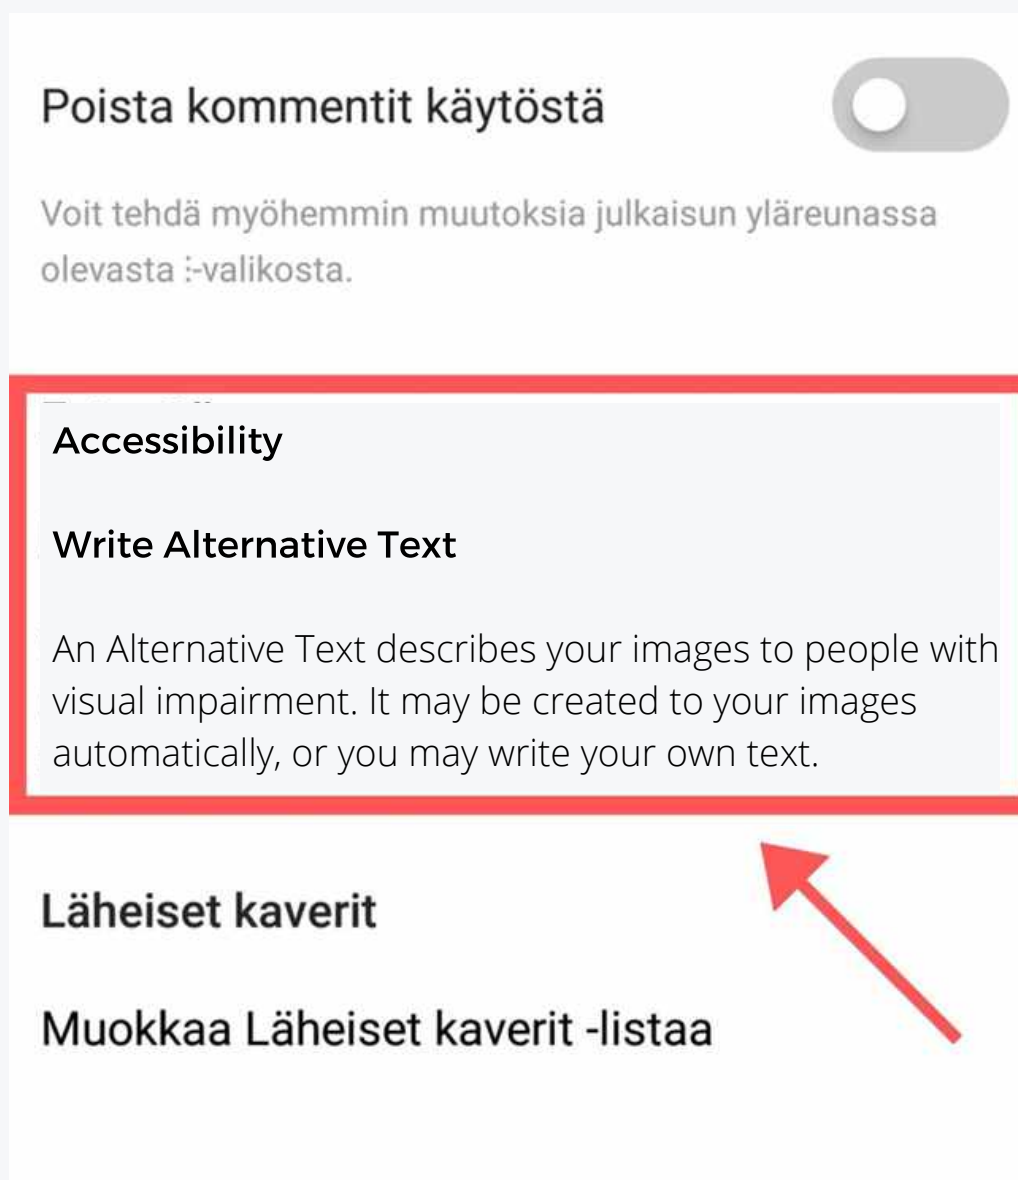 Poista kommentit käytöstä
Voit tehdä myöhemmin muutoksia julkaisun yläreunassa
olevasta ⋮-valikosta.
Accessibility
Write Alternative Text
An Alternative Text describes your images to people with
visual impairment. It may be created to your images
automatically, or you may write your own text.
Läheiset kaverit
Muokkaa Läheiset kaverit -listaa